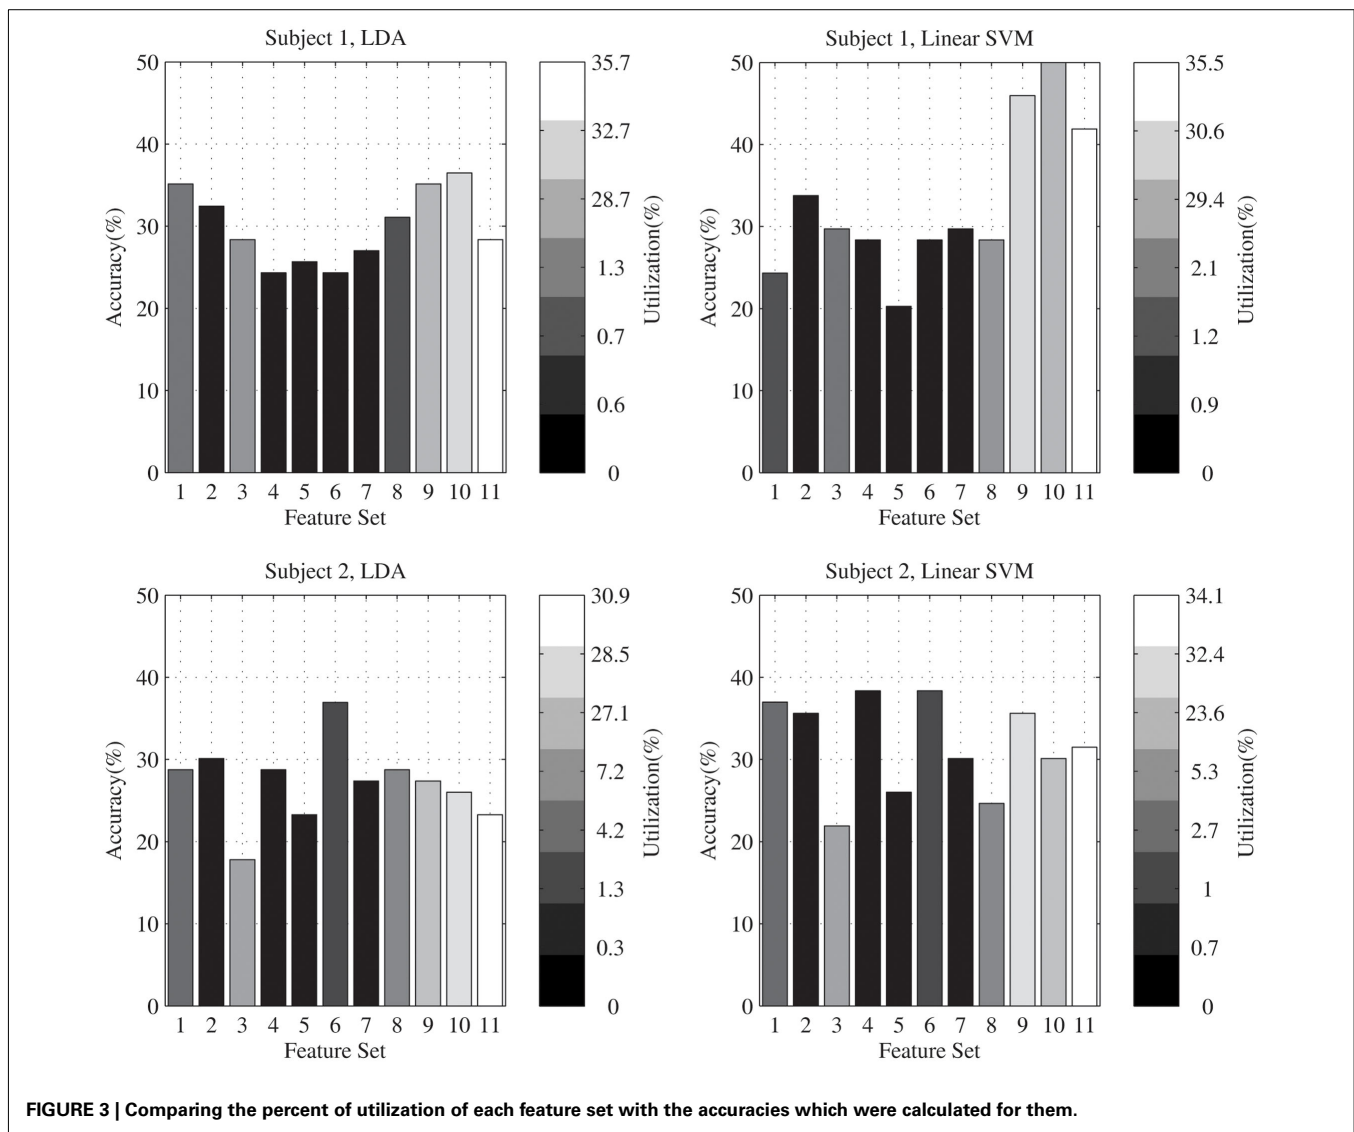 Subject 1, LDA
50
40
30
20
10
0
Accuracy(%)
1 2 3 4 5 6 7 8 9 10 11
Feature Set
35.7
32.7
28.7
1.3
0.7
0.6
0
Utilization(%)
Subject 1, Linear SVM
50
40
30
20
10
0
Accuracy(%)
1 2 3 4 5 6 7 8 9 10 11
Feature Set
35.5
30.6
29.4
2.1
1.2
0.9
0
Utilization(%)
Subject 2, LDA
50
40
30
20
10
0
Accuracy(%)
1 2 3 4 5 6 7 8 9 10 11
Feature Set
30.9
28.5
27.1
7.2
4.2
1.3
0.3
0
Utilization(%)
Subject 2, Linear SVM
50
40
30
20
10
0
Accuracy(%)
1 2 3 4 5 6 7 8 9 10 11
Feature Set
34.1
32.4
23.6
5.3
2.7
1
0.7
0
Utilization(%)
FIGURE 3 | Comparing the percent of utilization of each feature set with the accuracies which were calculated for them.